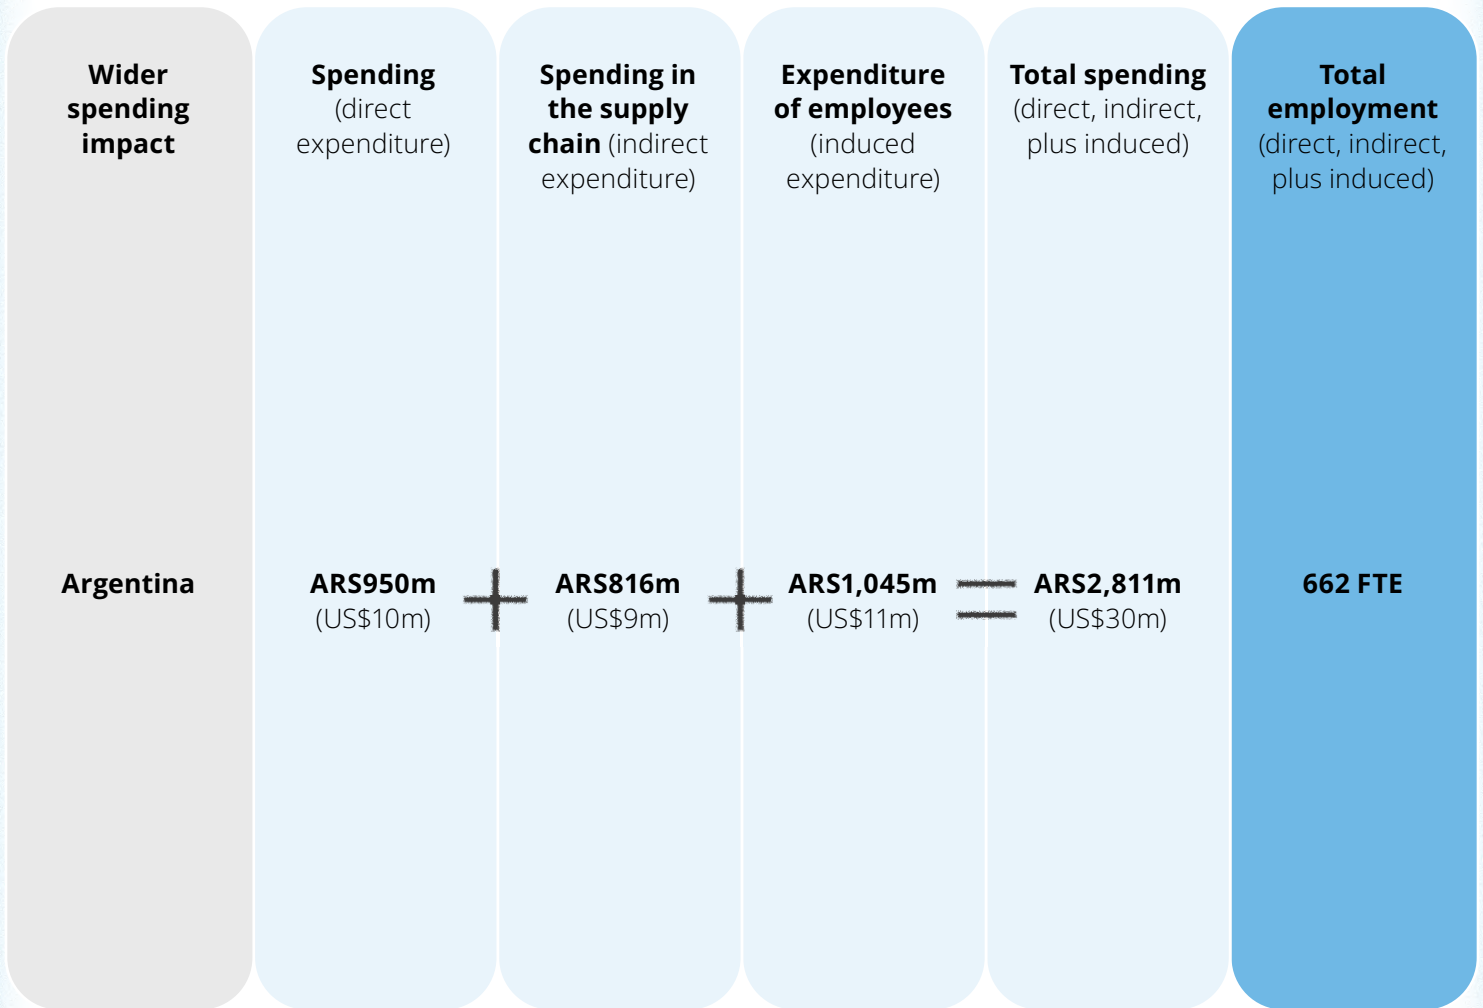 Wider
spending
impact
Spending
(direct
expenditure)
Spending in
the supply
chain (indirect
expenditure)
Expenditure
of employees
(induced
expenditure)
Total spending
(direct, indirect,
plus induced)
Total
employment
(direct, indirect,
plus induced)
Argentina
ARS950m
(US$10m)
+
ARS816m
(US$9m)
+
ARS1,045m
(US$11m)
=
ARS2,811m
(US$30m)
662 FTE